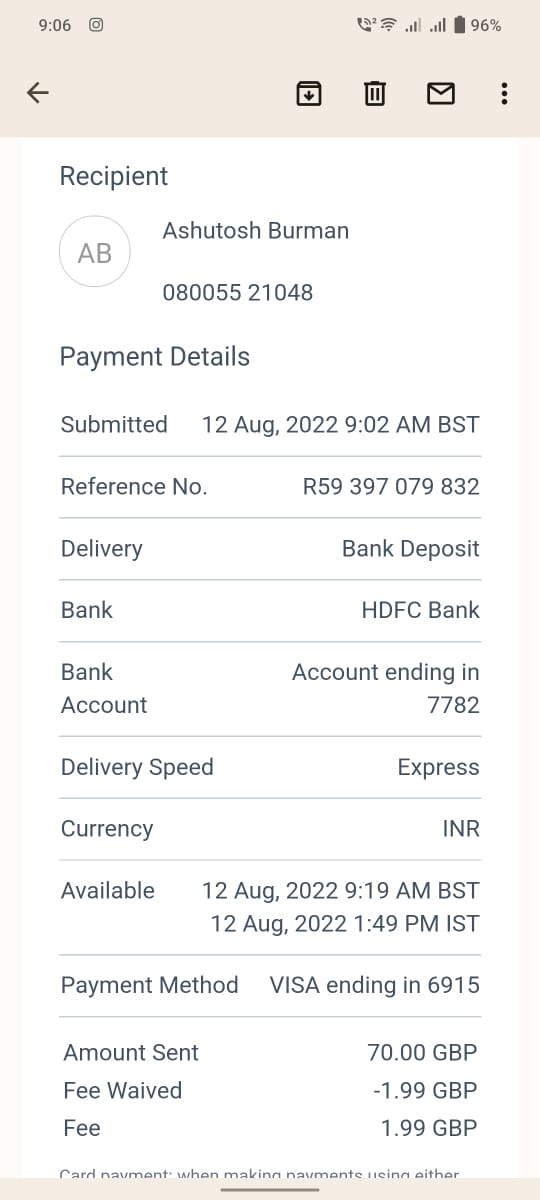 9:06
2
96%
Recipient
AB
Ashutosh Burman
080055 21048
Payment Details
Submitted 12 Aug, 2022 9:02 AM BST
Reference No. R59 397 079 832
Delivery Bank Deposit
Bank HDFC Bank
Bank Account ending in
Account 7782
Delivery Speed Express
Currency INR
Available 12 Aug, 2022 9:19 AM BST
12 Aug, 2022 1:49 PM IST
Payment Method VISA ending in 6915
Amount Sent 70.00 GBP
Fee Waived -1.99 GBP
Fee 1.99 GBP
Card payment: when making payments using either